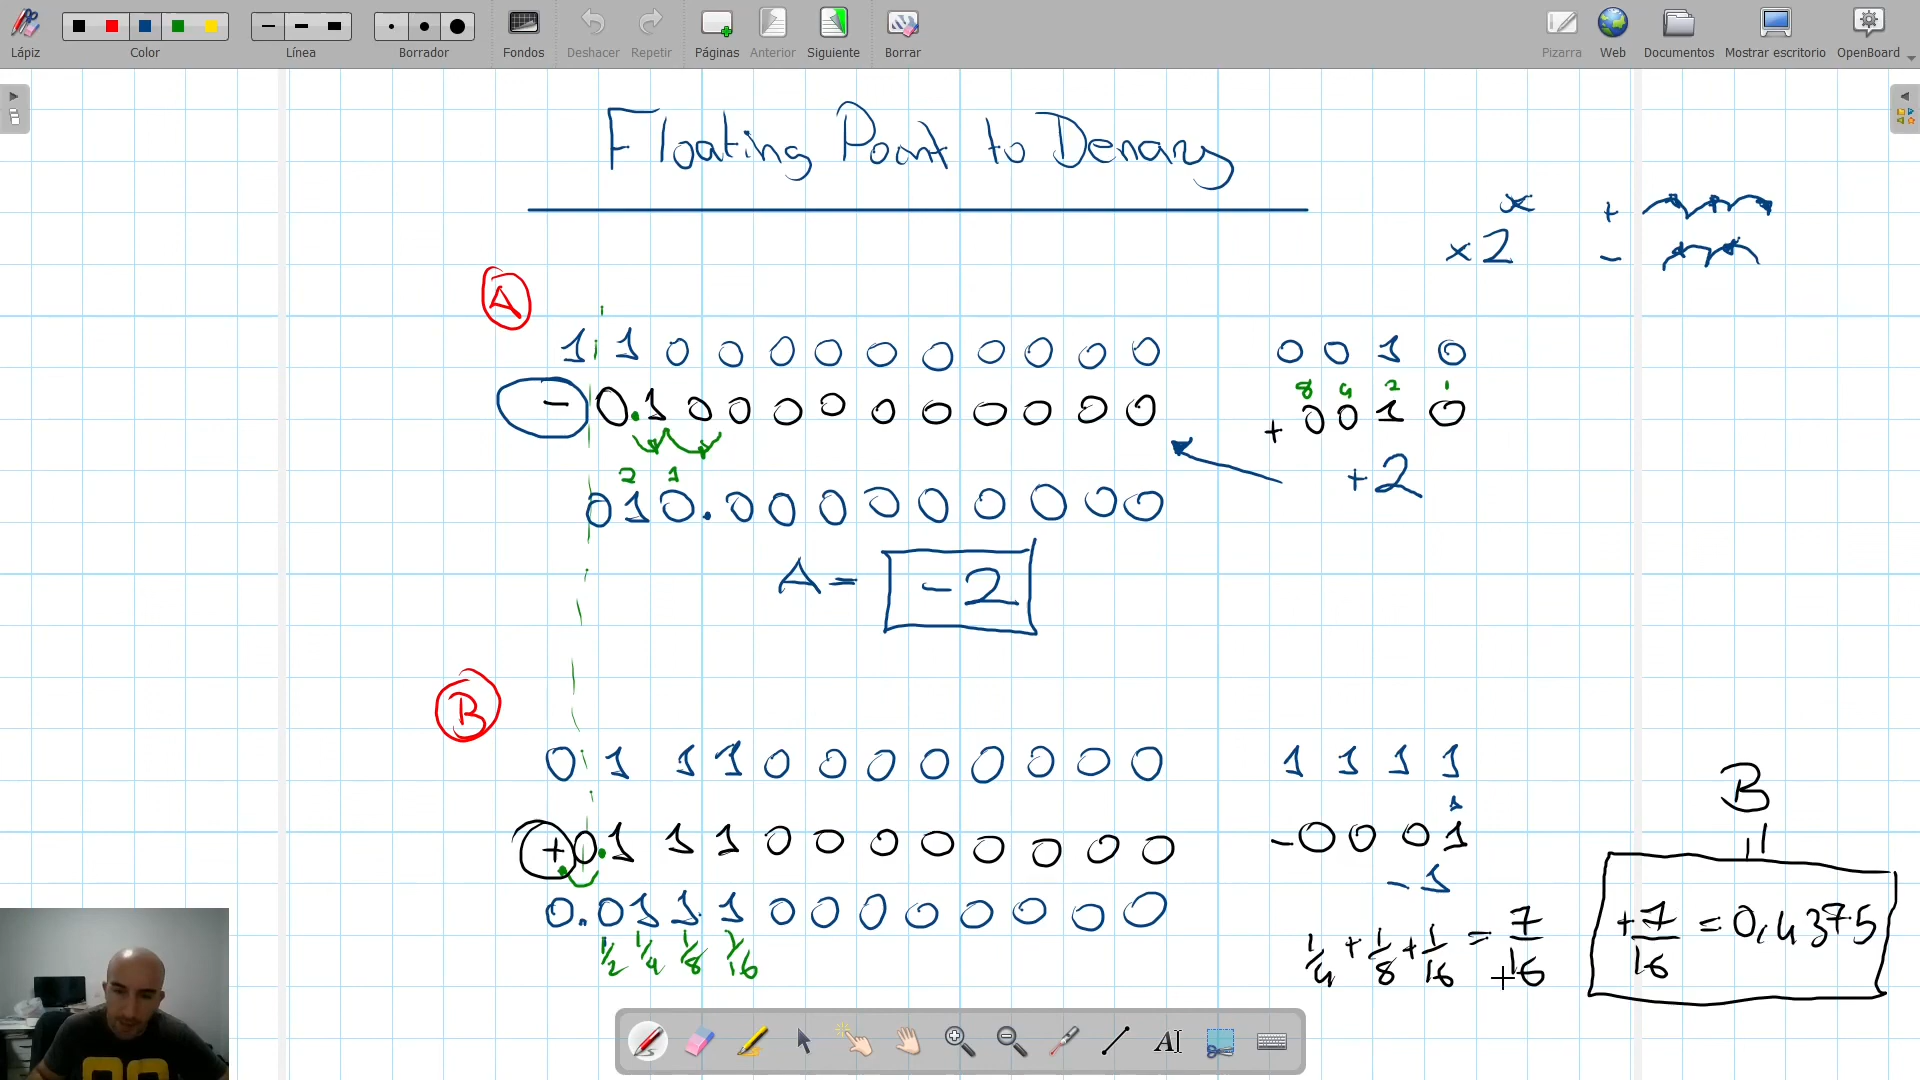 Lápiz Color Línea Borrador Fondos Deshacer Repetir Páginas Anterior Siguiente Borrar Pizarra Web Documentos Mostrar escritorio OpenBoard
Floating Point to Denary
x +
×2 -
A
1 1 0 0 0 0 0 0 0 0 0 0 0 0 1 0
8 4 2 1
- 0.1 0 0 0 0 0 0 0 0 0 0 + 0 0 1 0
2 1 +2
0 1 0 . 0 0 0 0 0 0 0 0 0
A = -2
B
0 1 1 1 0 0 0 0 0 0 0 0 1 1 1 1
B
1
+ 0.1 1 1 0 0 0 0 0 0 0 0 - 0 0 0 1
=
- 1
0.0 1 1 1 0 0 0 0 0 0 0 0
1/2 1/4 1/8 1/16
1/4 + 1/8 + 1/16 = 7/16
+7/16 = 0,4375